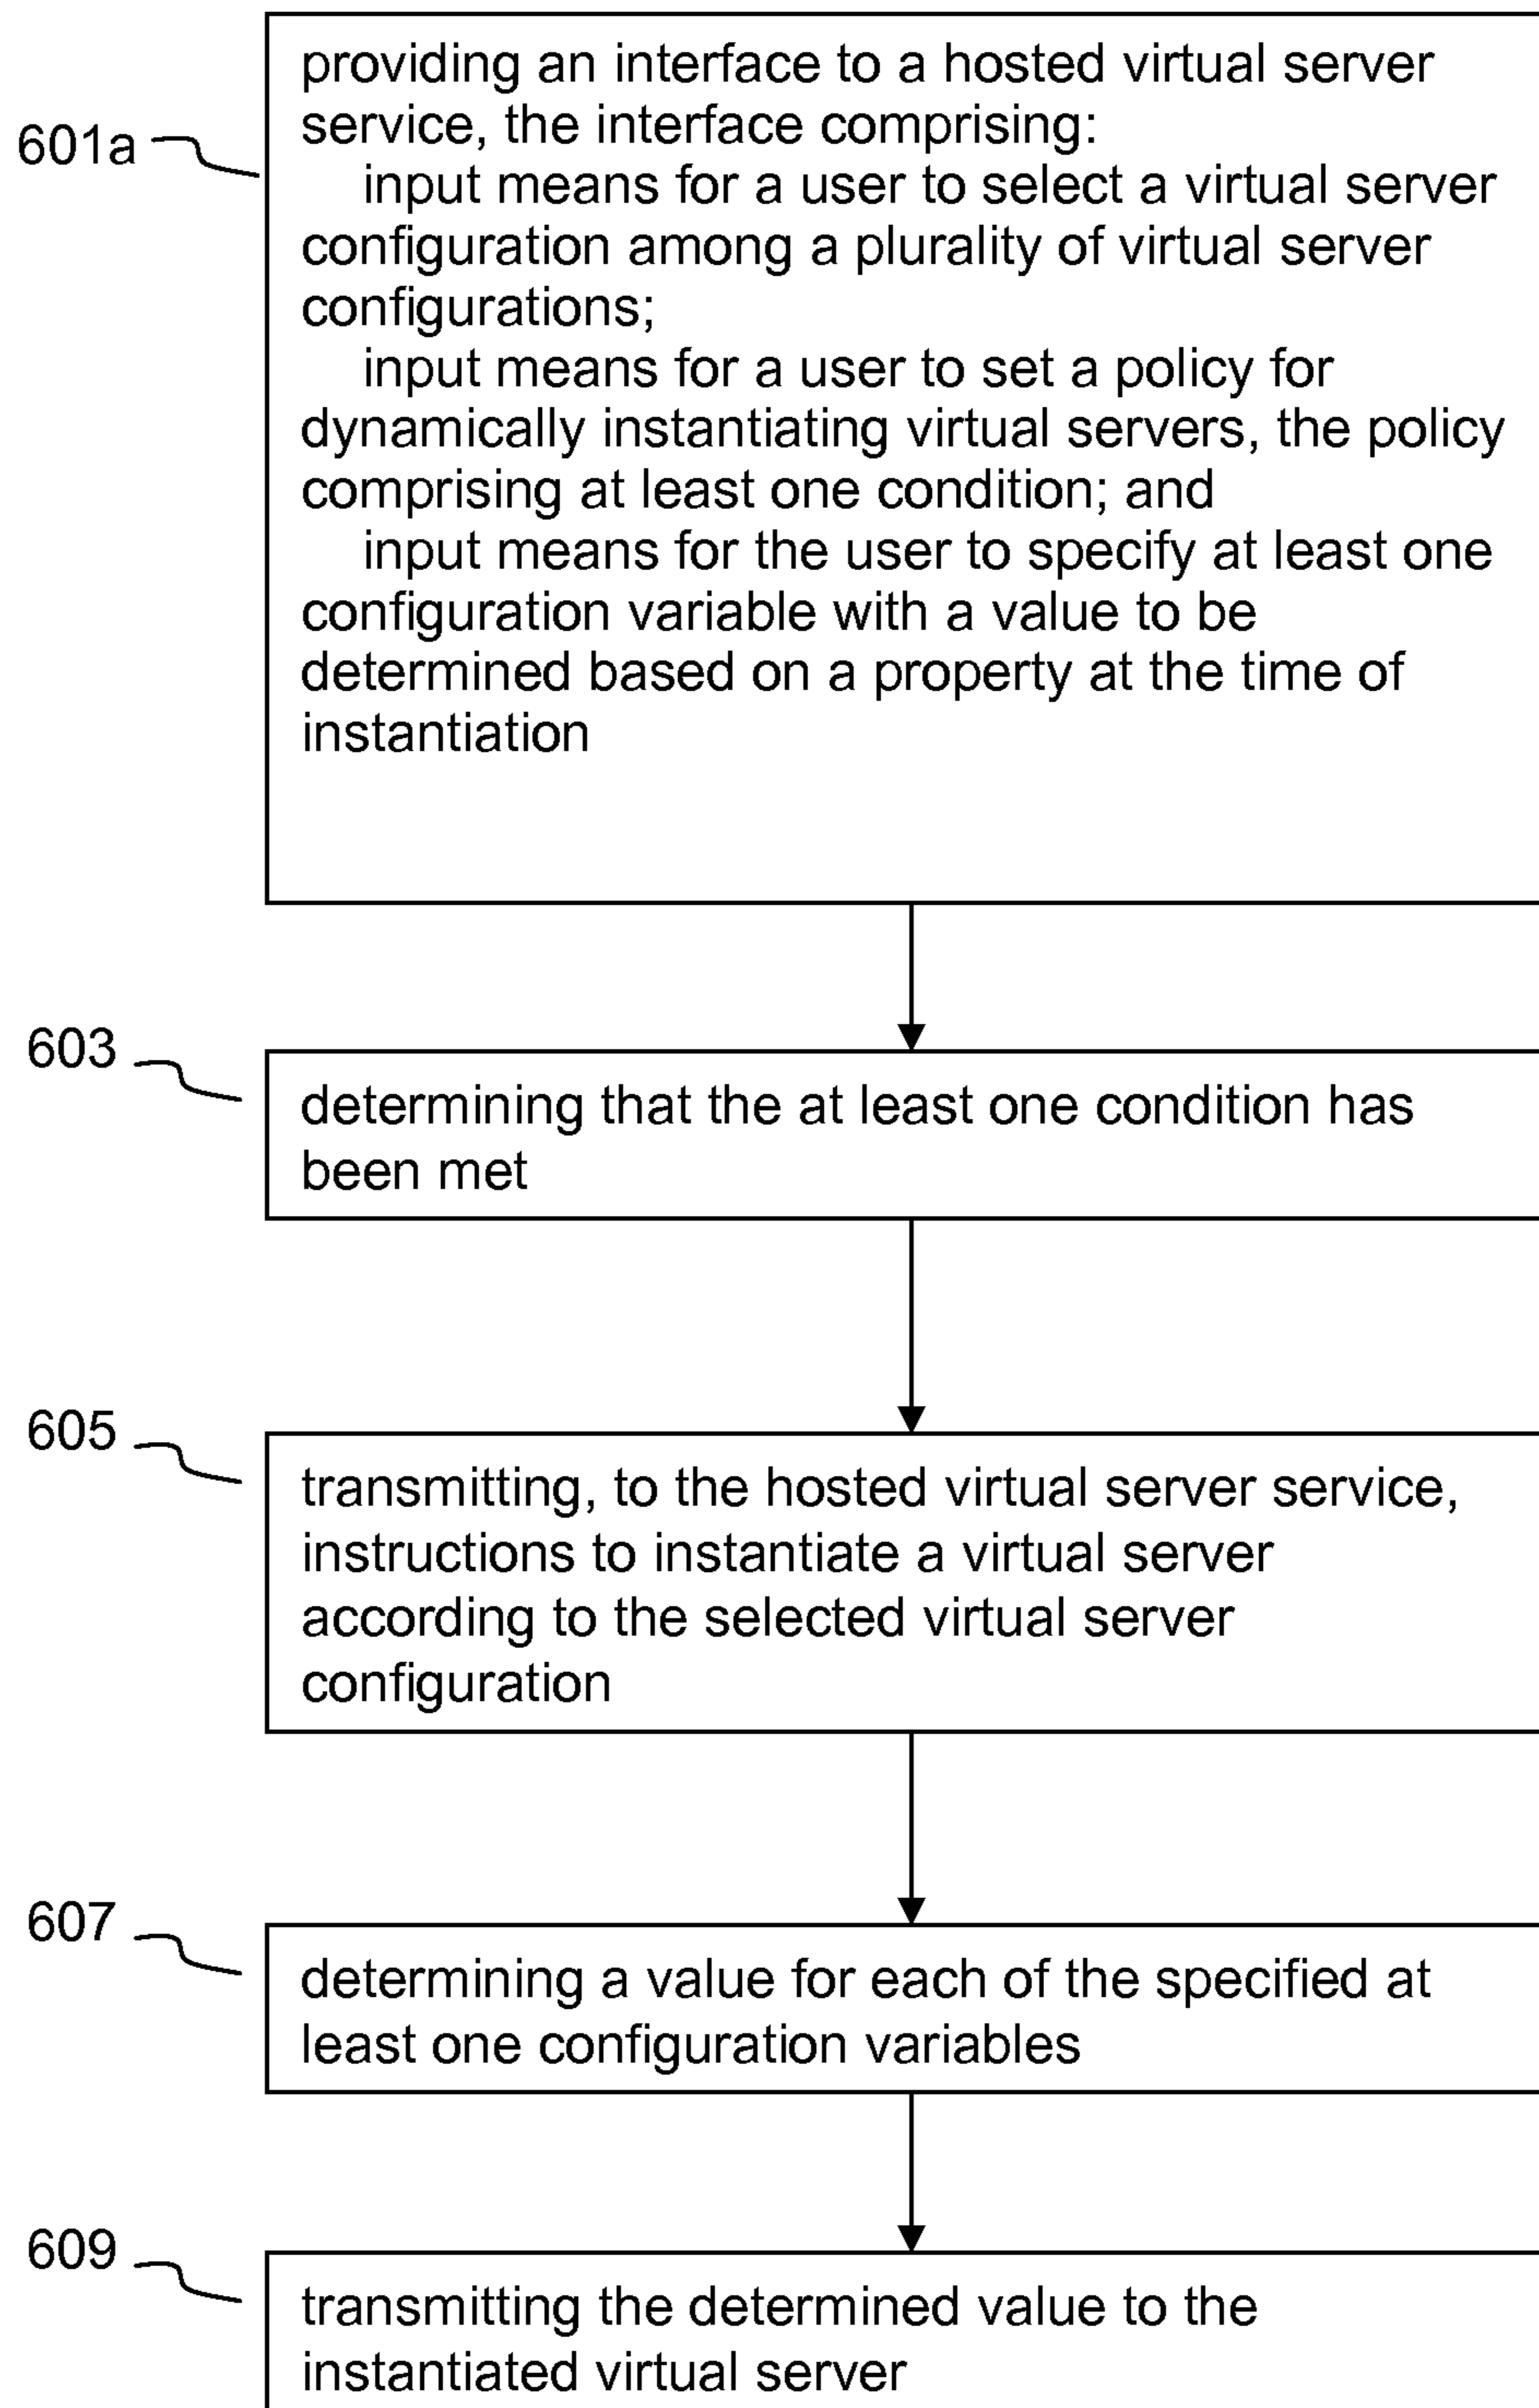 601a
providing an interface to a hosted virtual server
service, the interface comprising:
input means for a user to select a virtual server
configuration among a plurality of virtual server
configurations;
input means for a user to set a policy for
dynamically instantiating virtual servers, the policy
comprising at least one condition; and
input means for the user to specify at least one
configuration variable with a value to be
determined based on a property at the time of
instantiation
603
determining that the at least one condition has
been met
605
transmitting, to the hosted virtual server service,
instructions to instantiate a virtual server
according to the selected virtual server
configuration
607
determining a value for each of the specified at
least one configuration variables
609
transmitting the determined value to the
instantiated virtual server